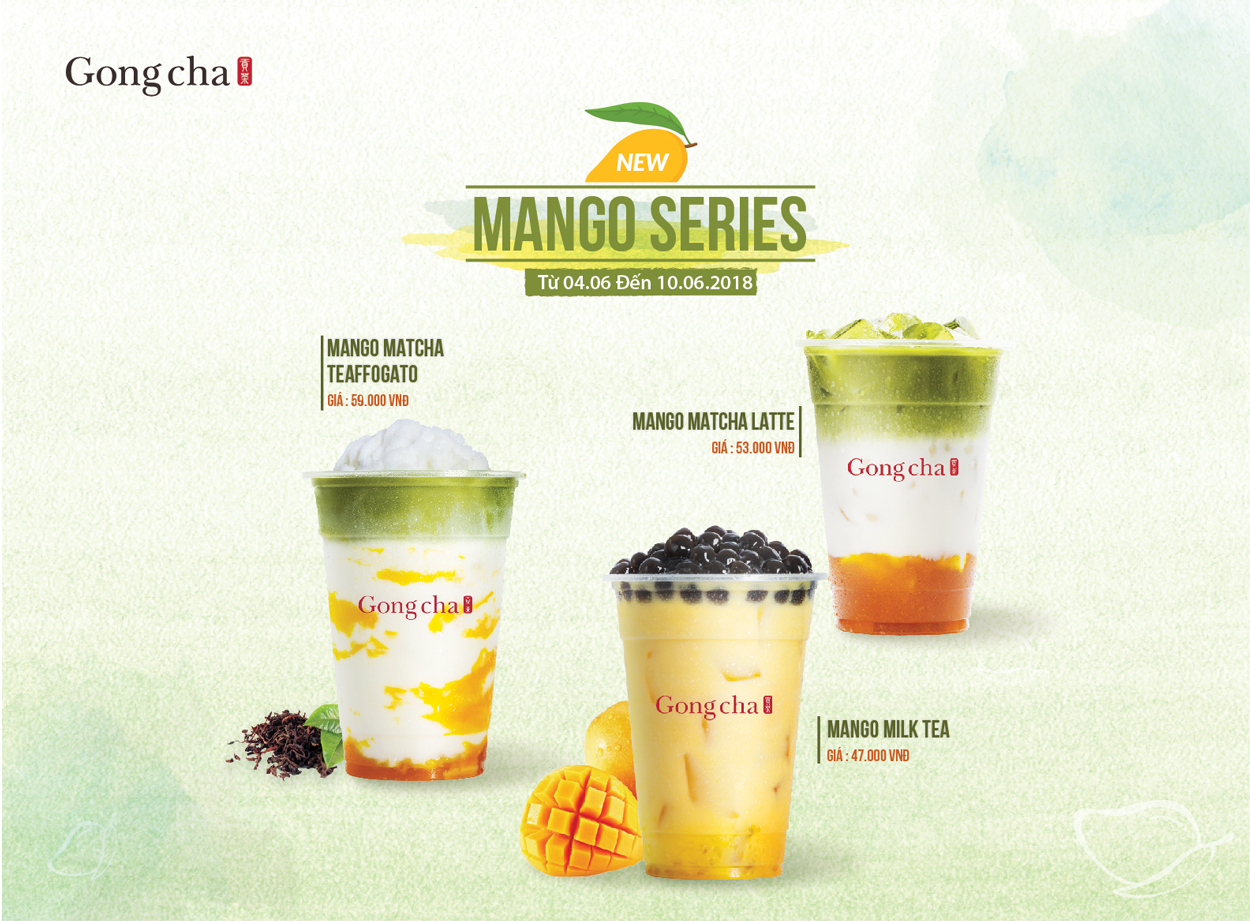 Gong cha 貢茶
NEW
MANGO SERIES
Từ 04.06 Đến 10.06.2018
MANGO MATCHA
TEAFFOGATO
GIÁ : 59.000 VNĐ
MANGO MATCHA LATTE
GIÁ : 53.000 VNĐ
Gong cha
Gong cha
Gong cha
MANGO MILK TEA
GIÁ : 47.000 VNĐ